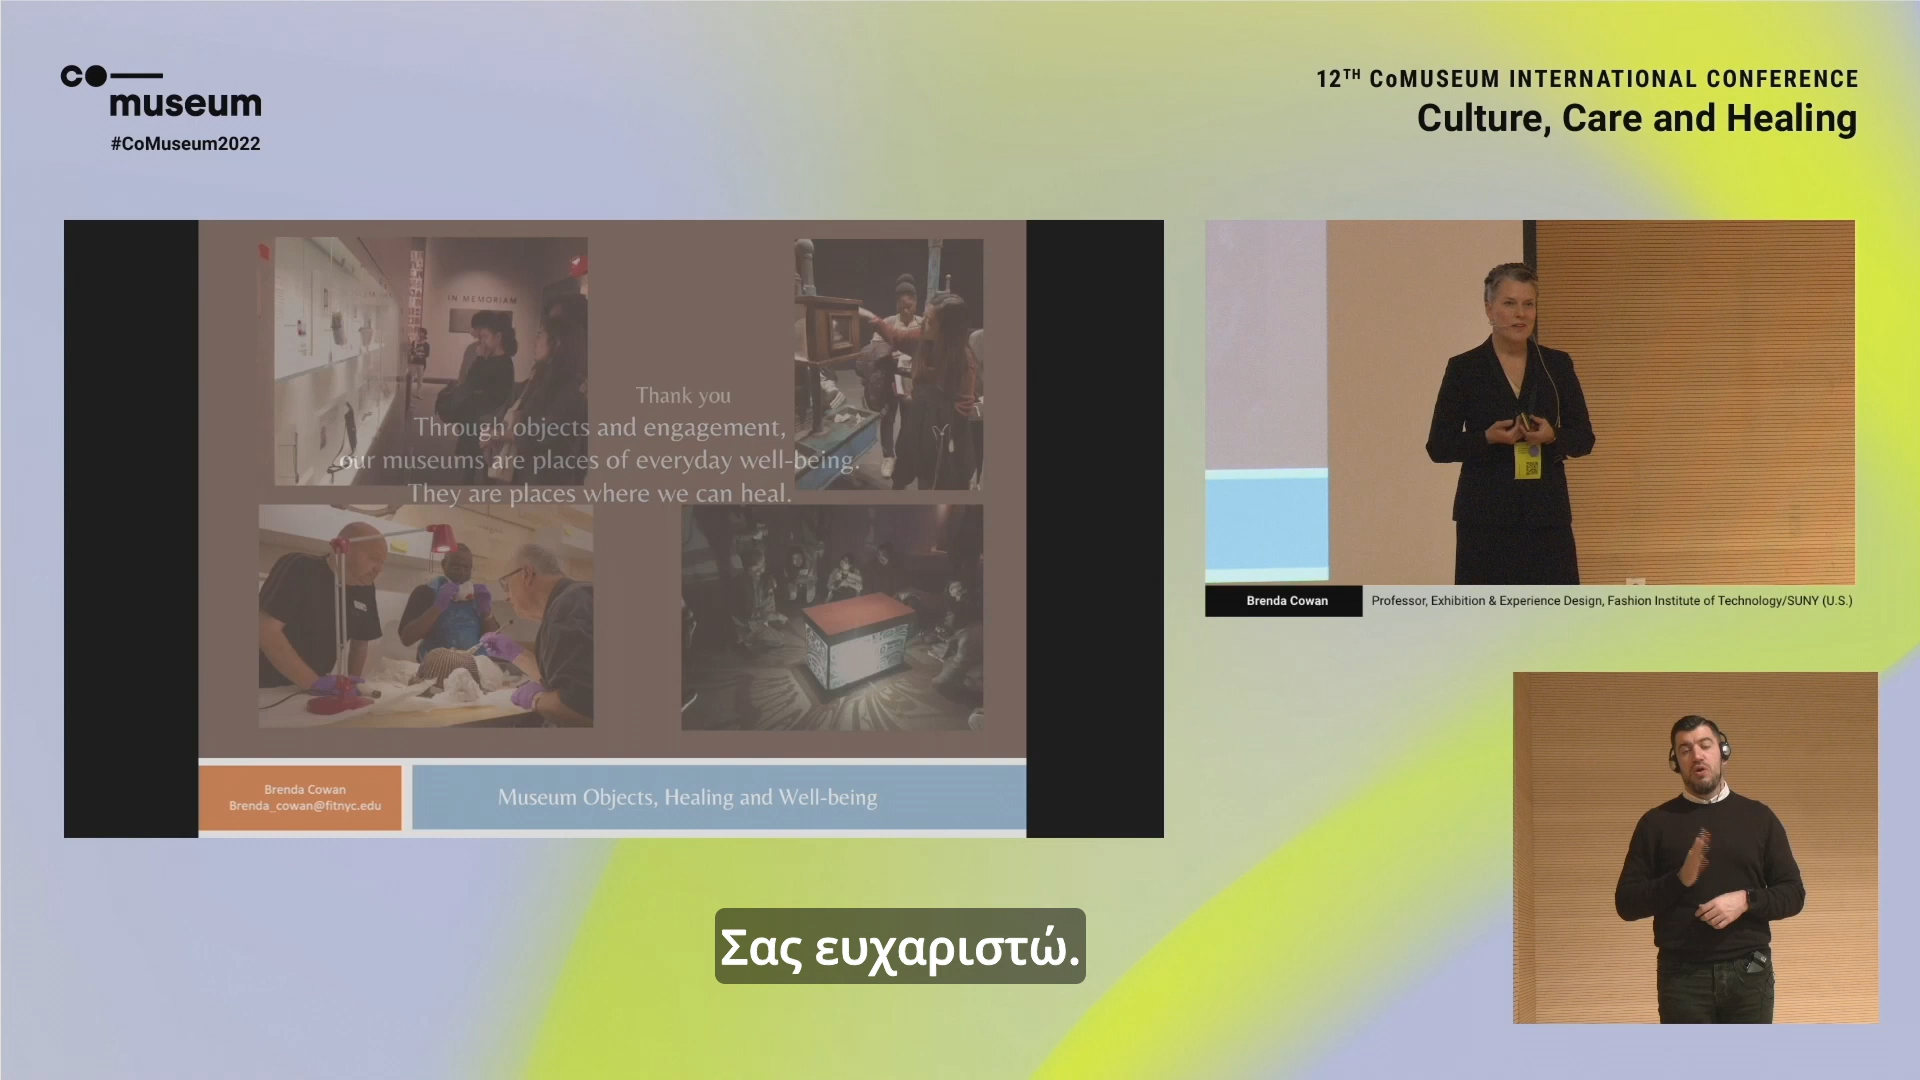 co
museum
#CoMuseum2022
12TH CoMUSEUM INTERNATIONAL CONFERENCE
Culture, Care and Healing
IN MEMORIAM
Thank you
Through objects and engagement,
our museums are places of everyday well-being.
They are places where we can heal.
Brenda Cowan
Brenda_cowan@fitnyc.edu
Museum Objects, Healing and Well-being
Brenda Cowan
Professor, Exhibition & Experience Design, Fashion Institute of Technology/SUNY (U.S.)
Σας ευχαριστώ.